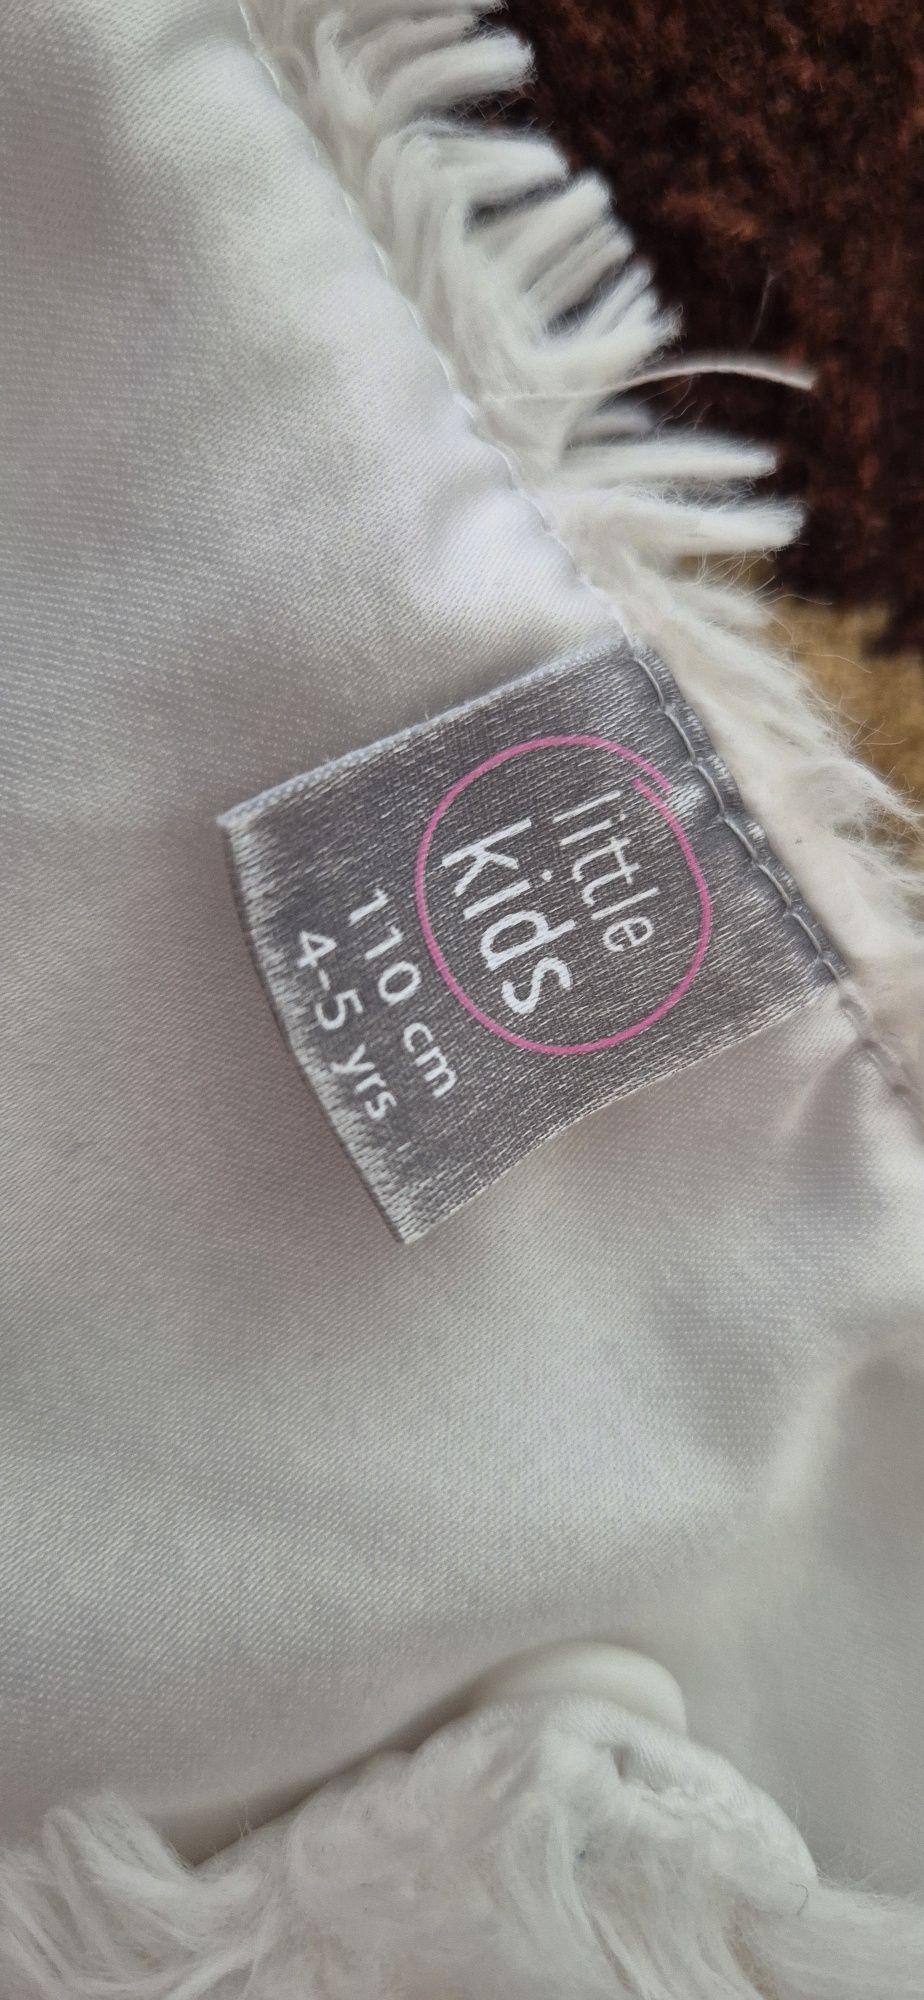 little
kids
110 cm
4-5 yrs